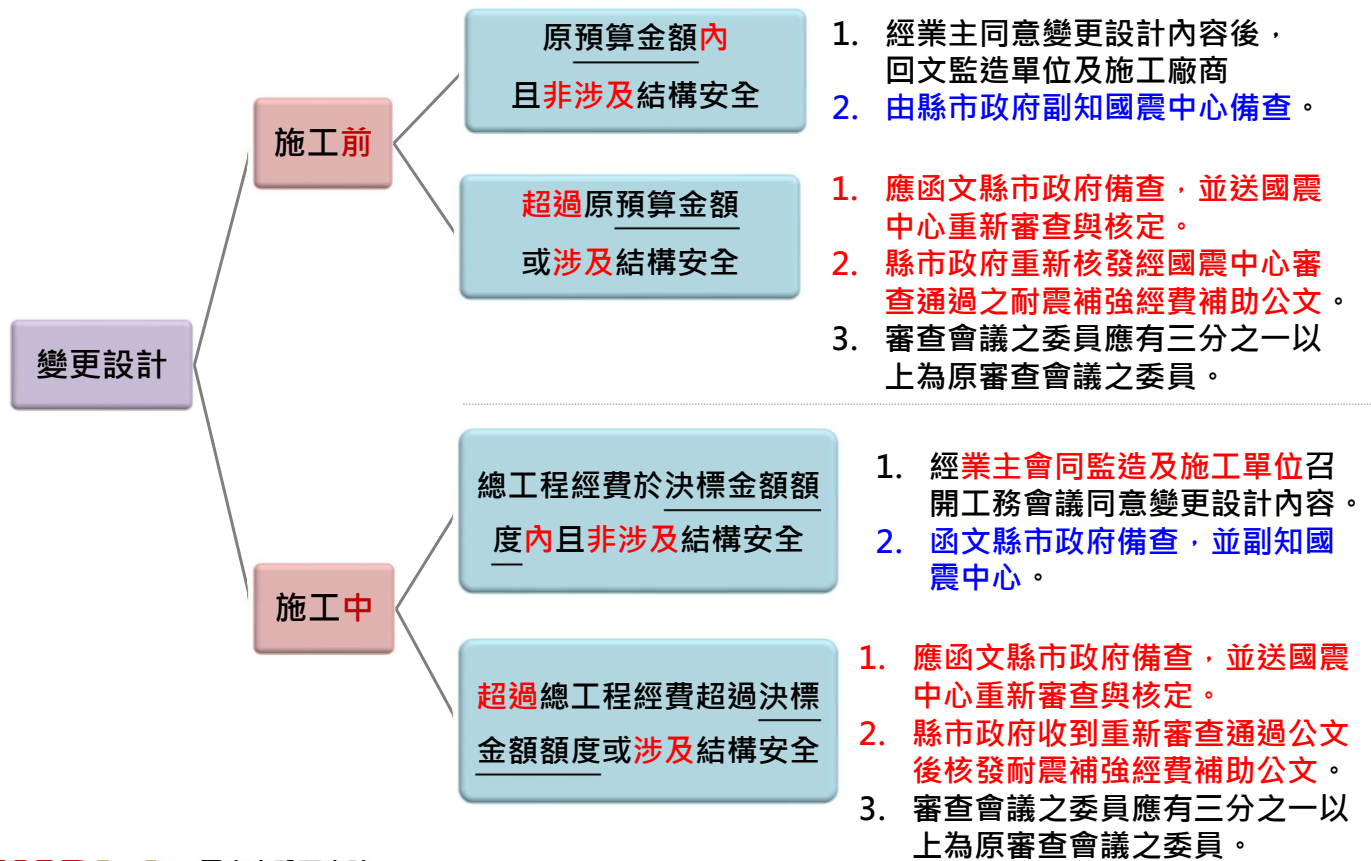 變更設計
施工前
原預算金額內
且非涉及結構安全
1. 經業主同意變更設計內容後，
回文監造單位及施工廠商
2. 由縣市政府副知國震中心備查。
超過原預算金額
或涉及結構安全
1. 應函文縣市政府備查，並送國震
中心重新審查與核定。
2. 縣市政府重新核發經國震中心審
查通過之耐震補強經費補助公文。
3. 審查會議之委員應有三分之一以
上為原審查會議之委員。
施工中
總工程經費於決標金額額
度內且非涉及結構安全
1. 經業主會同監造及施工單位召
開工務會議同意變更設計內容。
2. 函文縣市政府備查，並副知國
震中心。
超過總工程經費超過決標
金額額度或涉及結構安全
1. 應函文縣市政府備查，並送國震
中心重新審查與核定。
2. 縣市政府收到重新審查通過公文
後核發耐震補強經費補助公文。
3. 審查會議之委員應有三分之一以
上為原審查會議之委員。